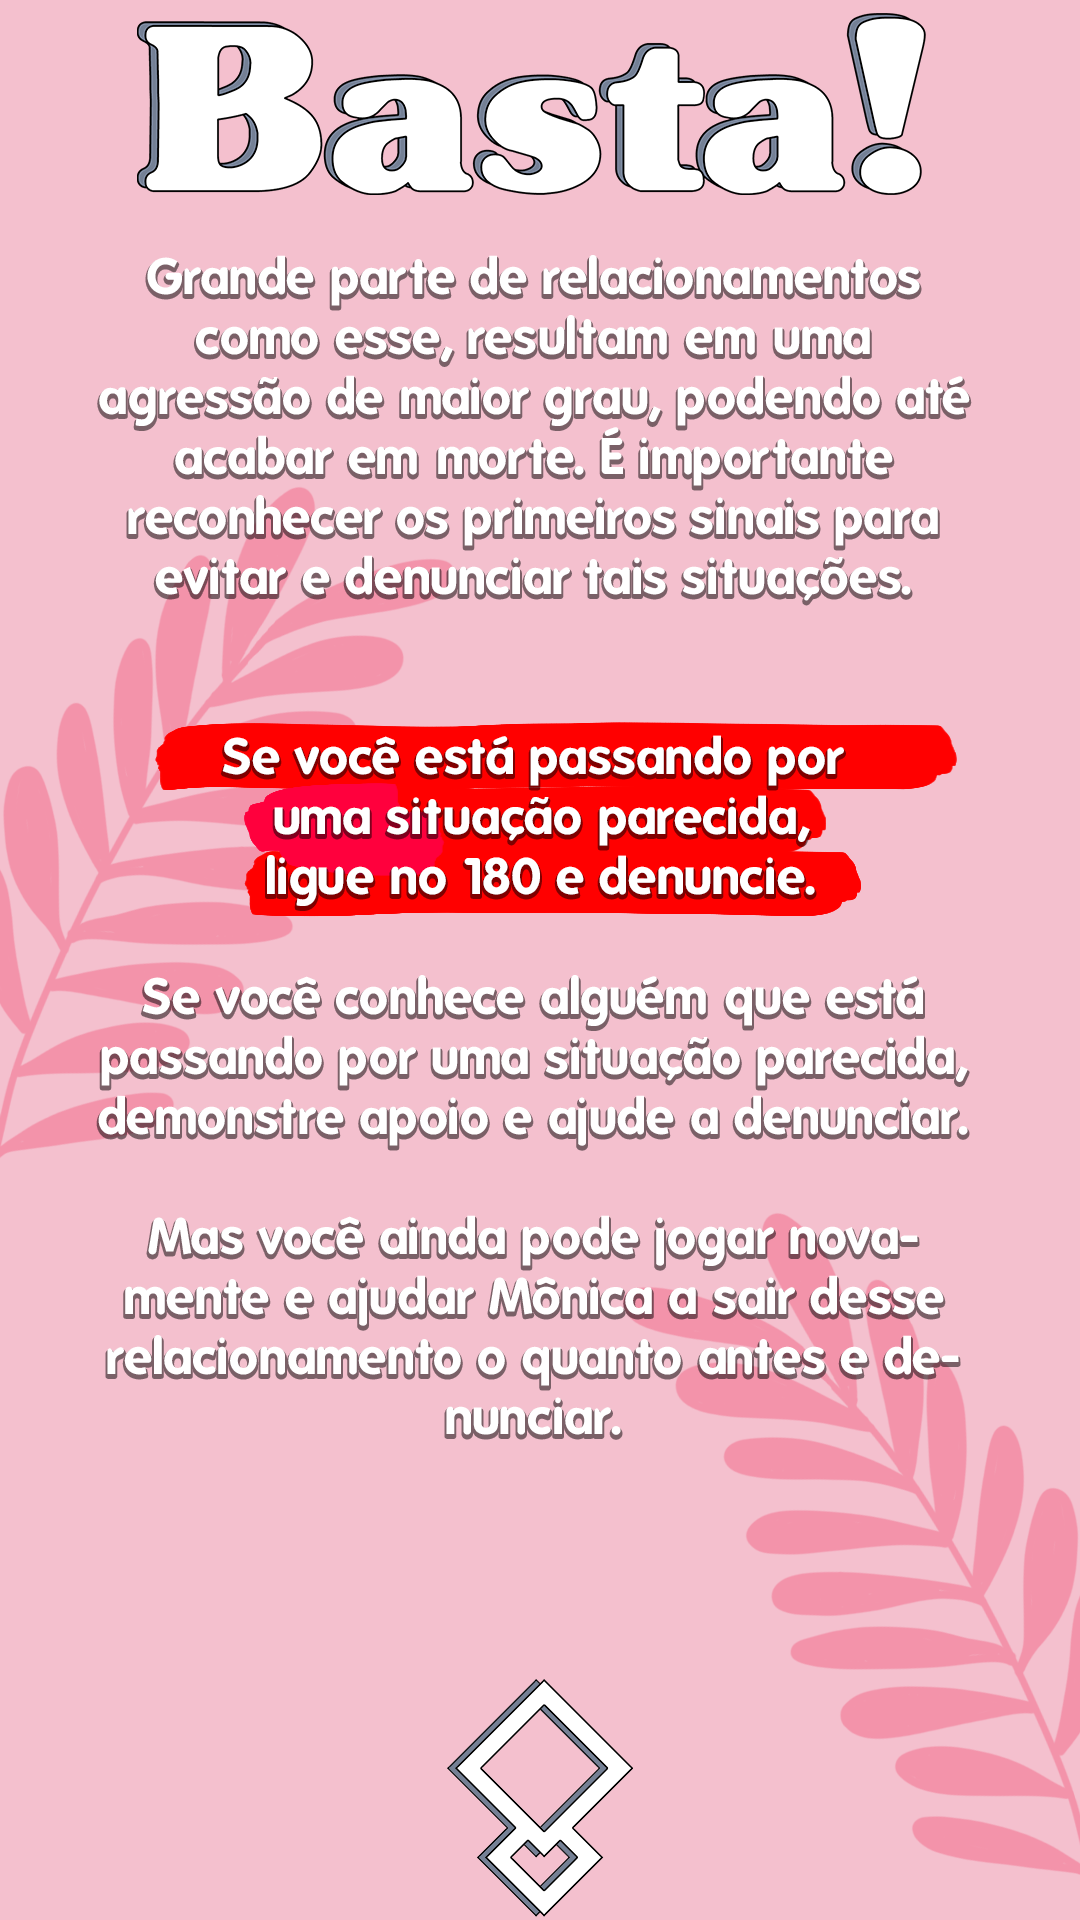 Basta!
Grande parte de relacionamentos
como esse, resultam em uma
agressão de maior grau, podendo até
acabar em morte. É importante
reconhecer os primeiros sinais para
evitar e denunciar tais situações.
Se você está passando por
uma situação parecida,
ligue no 180 e denuncie.
Se você conhece alguém que está
passando por uma situação parecida,
demonstre apoio e ajude a denunciar.
Mas você ainda pode jogar nova-
mente e ajudar Mônica a sair desse
relacionamento o quanto antes e de-
nunciar.